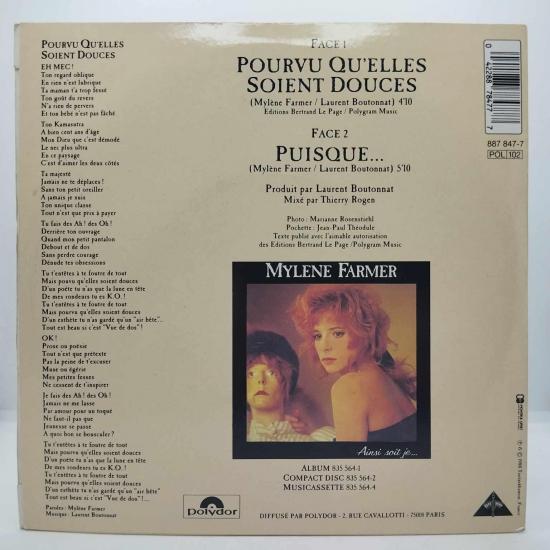 POURVU QU'ELLES
SOIENT DOUCES
EH MEC!
Ton regard oblique
En rien n'est lubrique
Ta maman t'a trop fessé
Ton goût du revers
N'a rien de pervers
Et ton bébé n'est pas fâché
Ton Kamasutra
A bien cent ans d'âge
Mon Dieu que c'est démodé
Le nec plus ultra
En ce paysage
C'est d'aimer les deux côtés
Ta majesté
Jamais ne te déplaces!
Sans ton petit oreiller
A jamais je suis
Ton unique classe
Tout n'est que prix à payer
Tu fais des Ah! des Oh!
Derrière ton ouvrage
Quand mon petit pantalon
Debout et de dos
Sans perdre courage
Dénude tes obsessions
Tu t'entêtes à te foutre de tout
Mais pourvu qu'elles soient douces
D'un poète tu n'as que la lune en tête
De mes rondeurs tu es K.O.!
Tu t'entêtes à te foutre de tout
Mais pourvu qu'elles soient douces
D'un esthète tu n'as gardé qu'un "air bête"...
Tout est beau si c'est "Vue de dos"!
OK!
Prose ou poésie
Tout n'est que prétexte
Pas la peine de t'excuser
Muse ou égérie
Mes petites fesses
Ne cessent de t'inspirer
Je fais des Ah! des Oh!
Jamais ne me lasse
Par amour pour un toque
Ne faut-il pas que
Jeunesse se passe
A quoi bon se bousculer?
Tu t'entêtes à te foutre de tout
Mais pourvu qu'elles soient douces
D'un poète tu n'as que la lune en tête
De mes rondeurs tu es K.O.!
Tu t'entêtes à te foutre de tout
Mais pourvu qu'elles soient douces
D'un esthète tu n'as gardé qu'un "air bête"
Tout est beau si c'est "Vue de dos"!
Paroles: Mylène Farmer
Musique: Laurent Boutonnat
FACE 1
POURVU QU'ELLES
SOIENT DOUCES
(Mylène Farmer / Laurent Boutonnat) 4'10
Editions Bertrand Le Page / Polygram Music
FACE 2
PUISQUE...
(Mylène Farmer / Laurent Boutonnat) 5'10
Produit par Laurent Boutonnat
Mixé par Thierry Rogen
Photo: Marianne Rosenstiehl
Pochette: Jean-Paul Théodule
Texte publié avec l'aimable autorisation
des Editions Bertrand Le Page / Polygram Music
0 42288 78477 7
887 847-7
POL 102
MYLENE FARMER
Ainsi soit je...
ALBUM 835 564-1
COMPACT DISC 835 564-2
MUSICASSETTE 835 564-4
polydor
DIFFUSÉ PAR POLYDOR - 2, RUE CAVALLOTTI - 75018 PARIS